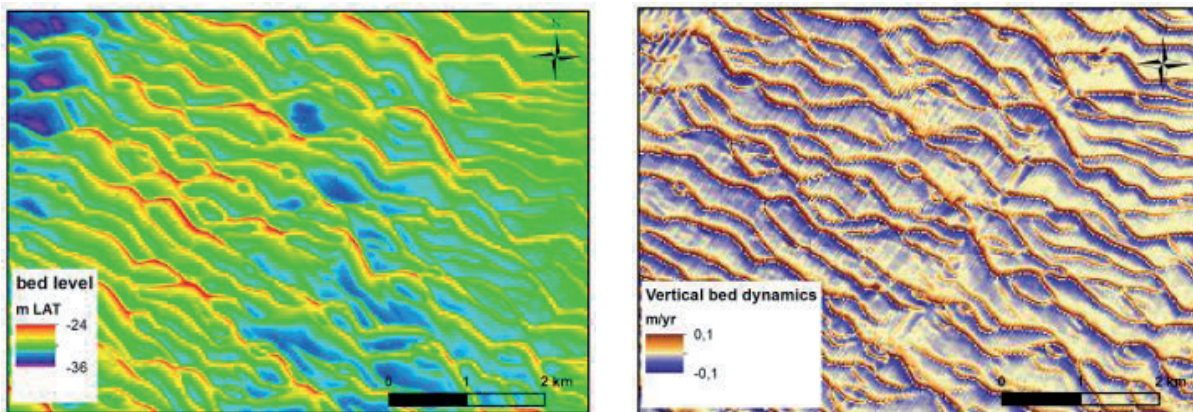 bed level
m LAT
-24
-36
0 1 2 km
Vertical bed dynamics
m/yr
0,1
-0,1
0 1 2 km